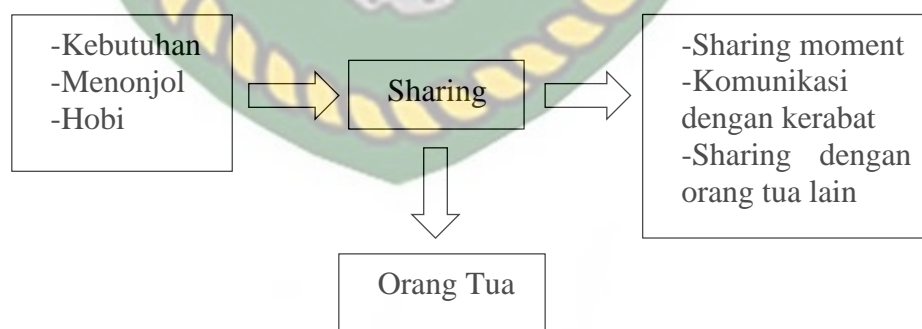 -Kebutuhan
-Menonjol
-Hobi
Sharing
-Sharing moment
-Komunikasi
dengan kerabat
-Sharing dengan
orang tua lain
Orang Tua